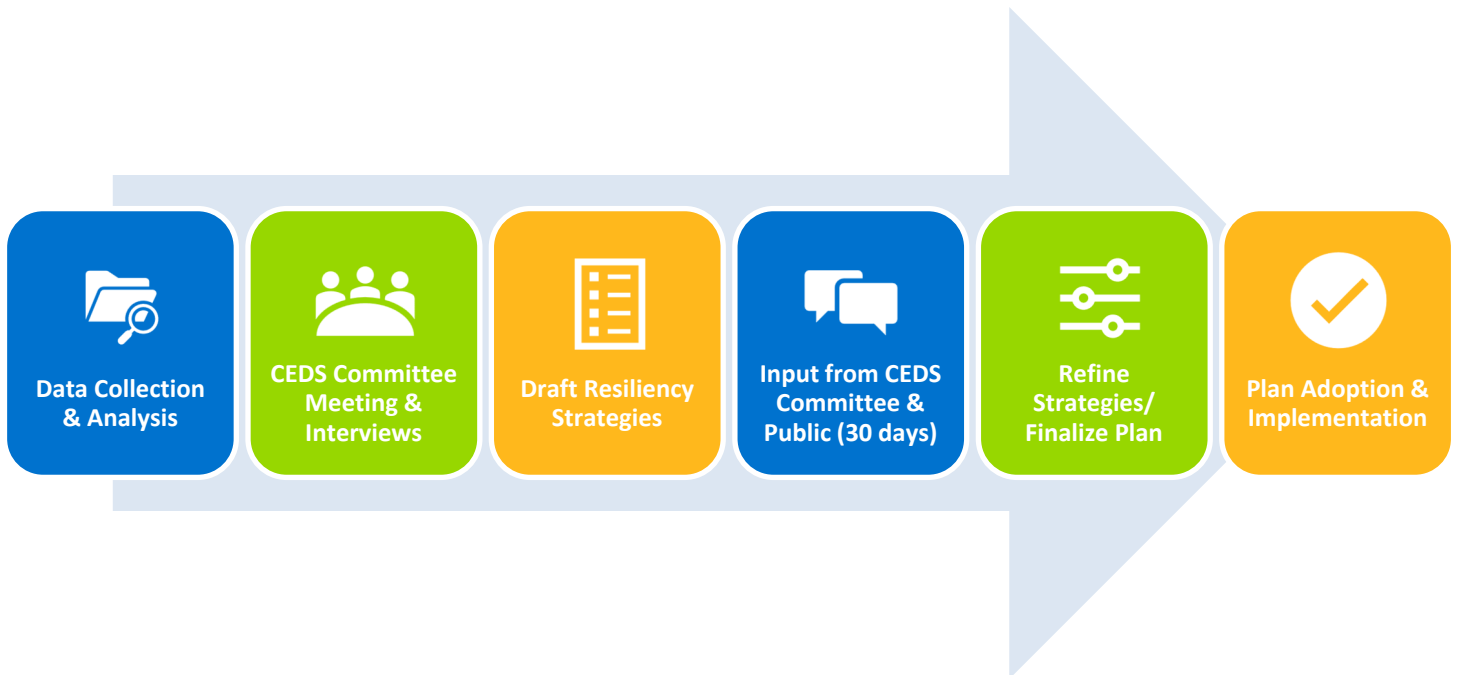 Data Collection
& Analysis
CEDS Committee
Meeting &
Interviews
Draft Resiliency
Strategies
Input from CEDS
Committee &
Public (30 days)
Refine
Strategies/
Finalize Plan
Plan Adoption &
Implementation